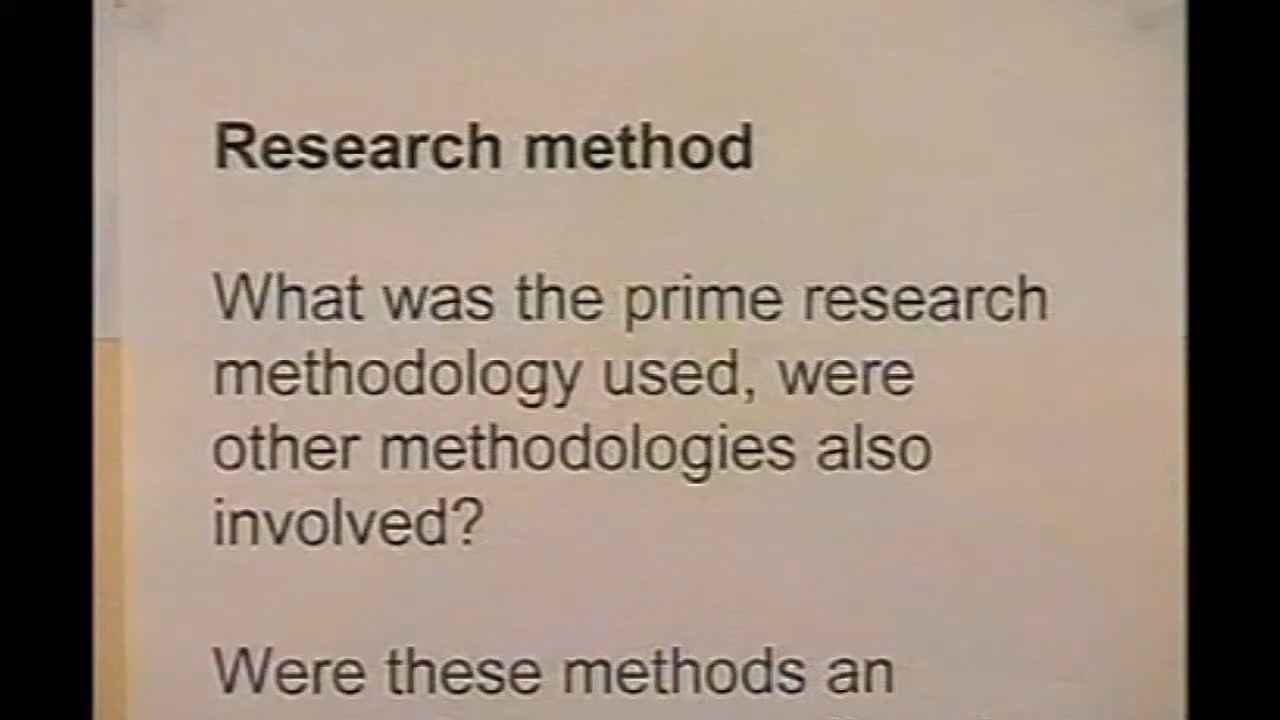 Research method
What was the prime research
methodology used, were
other methodologies also
involved?
Were these methods an